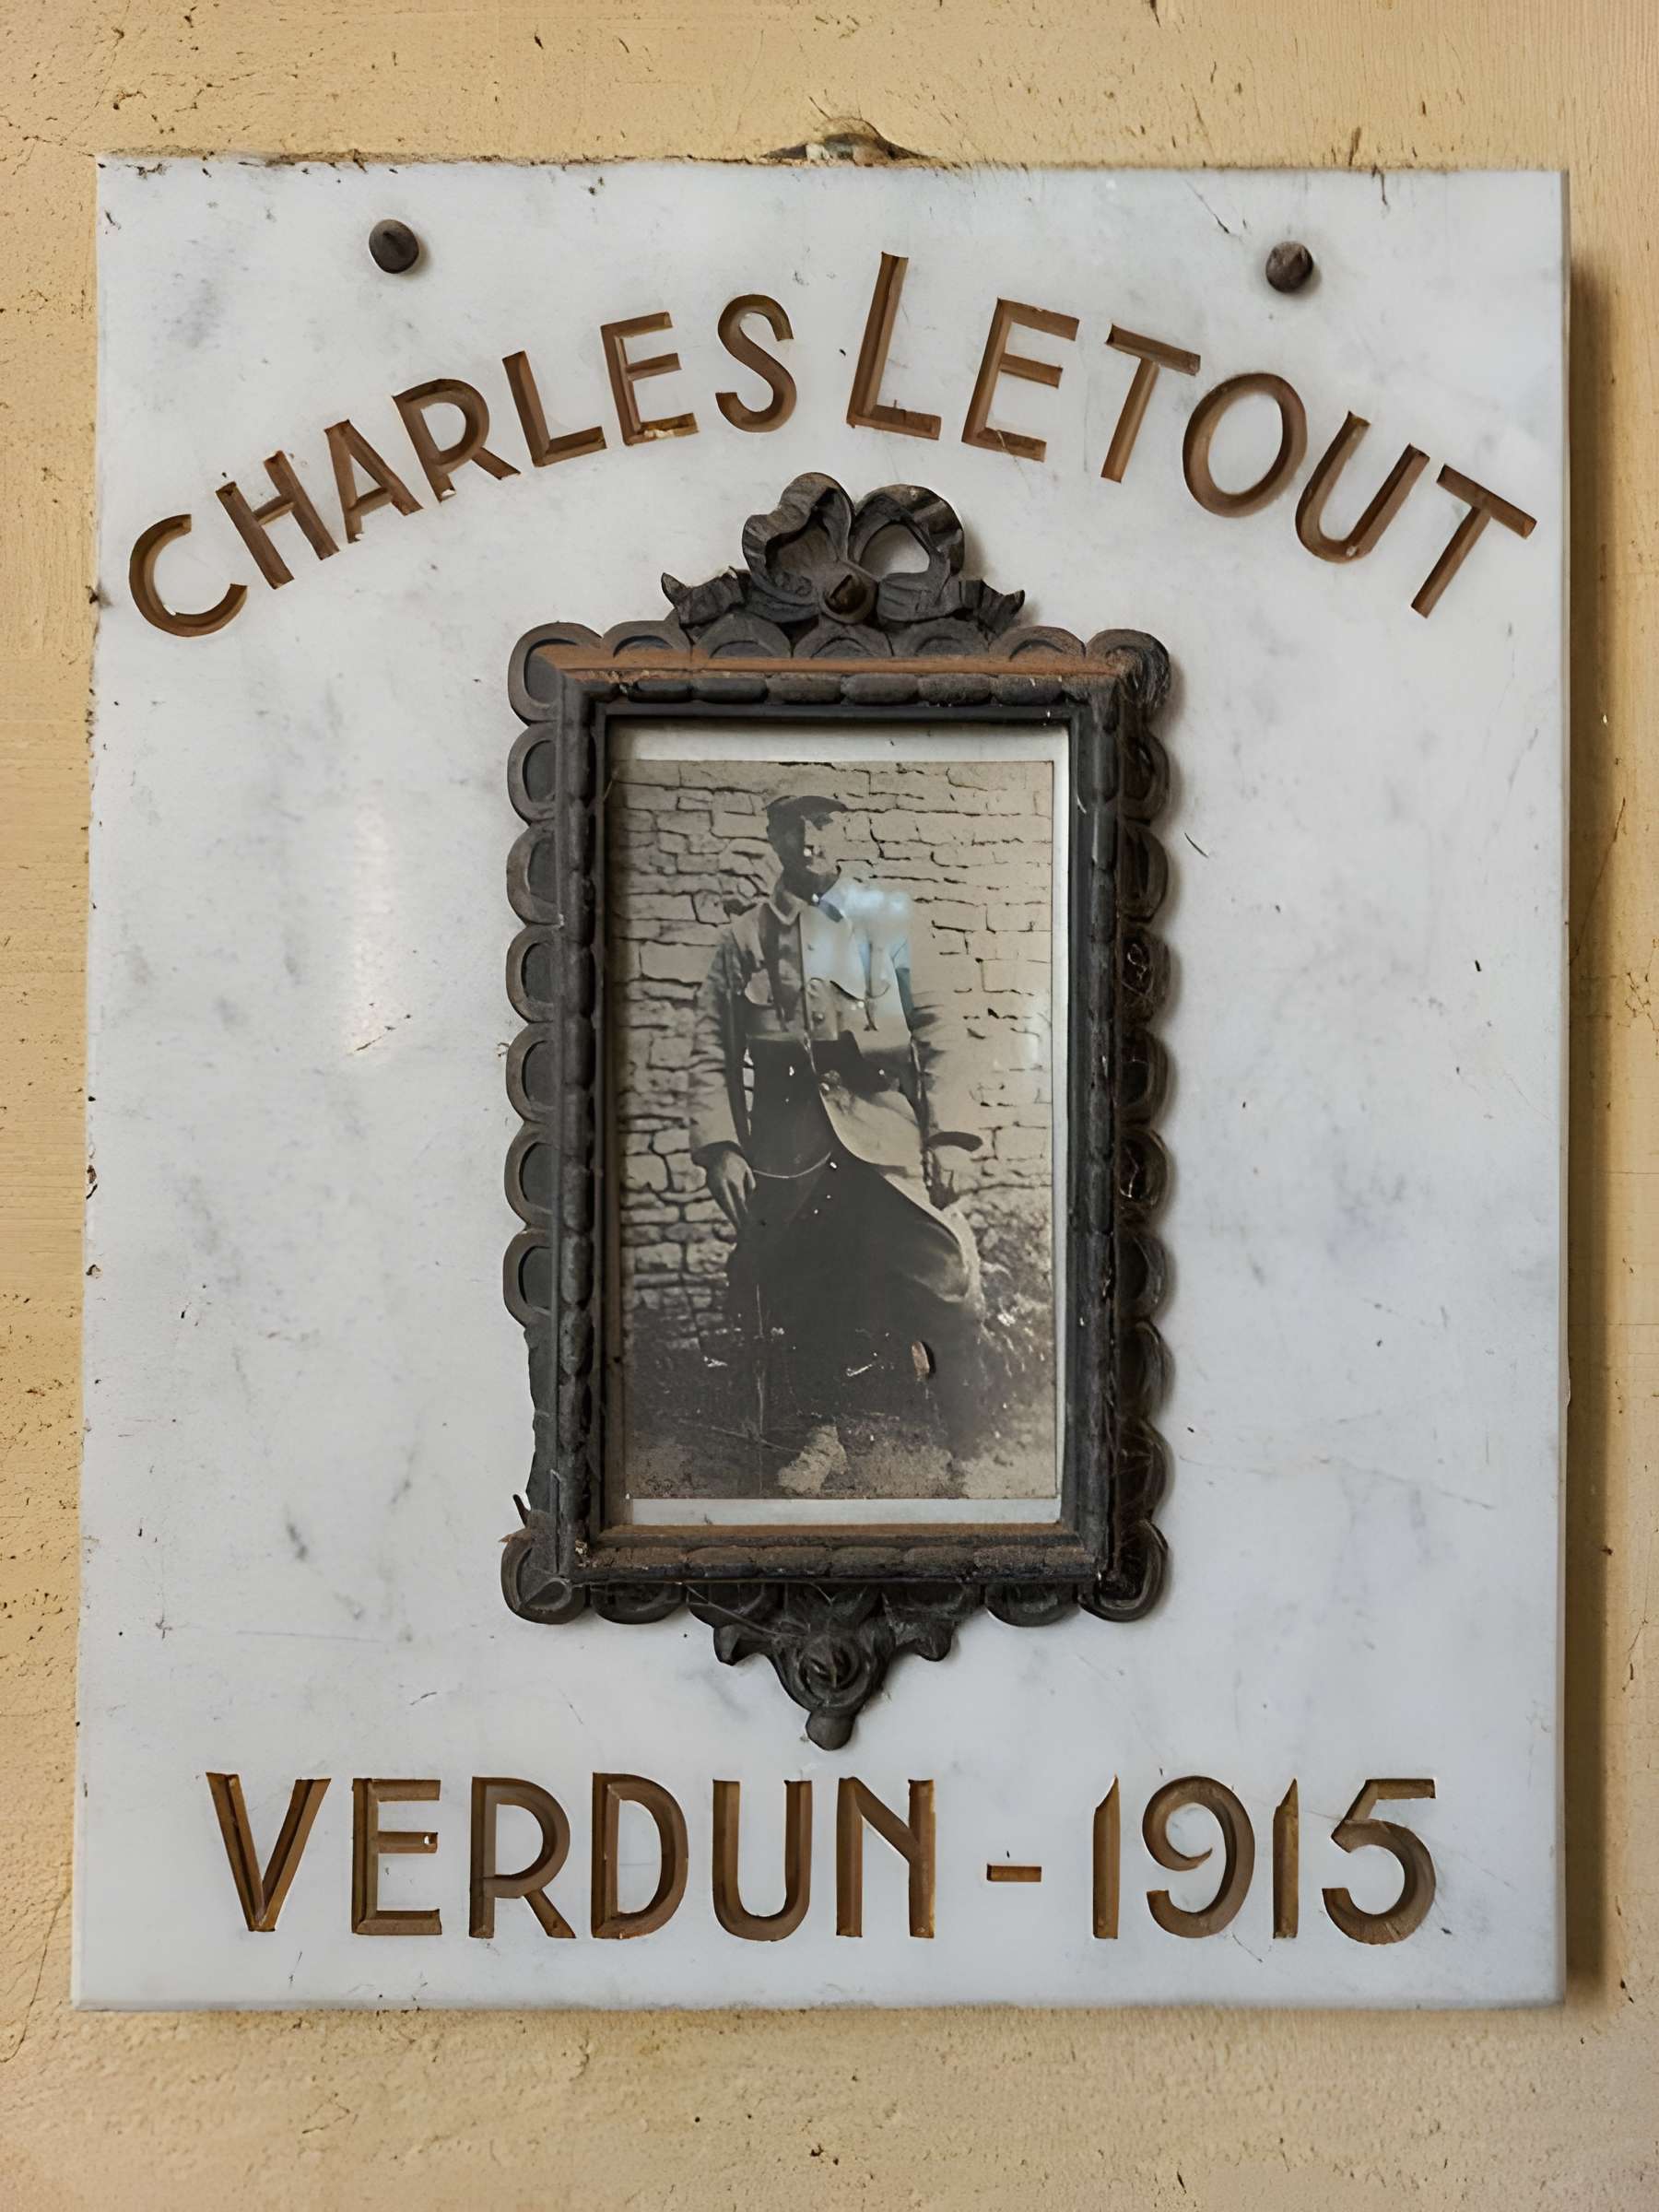 CHARLES LETOUT
VERDUN - 1915